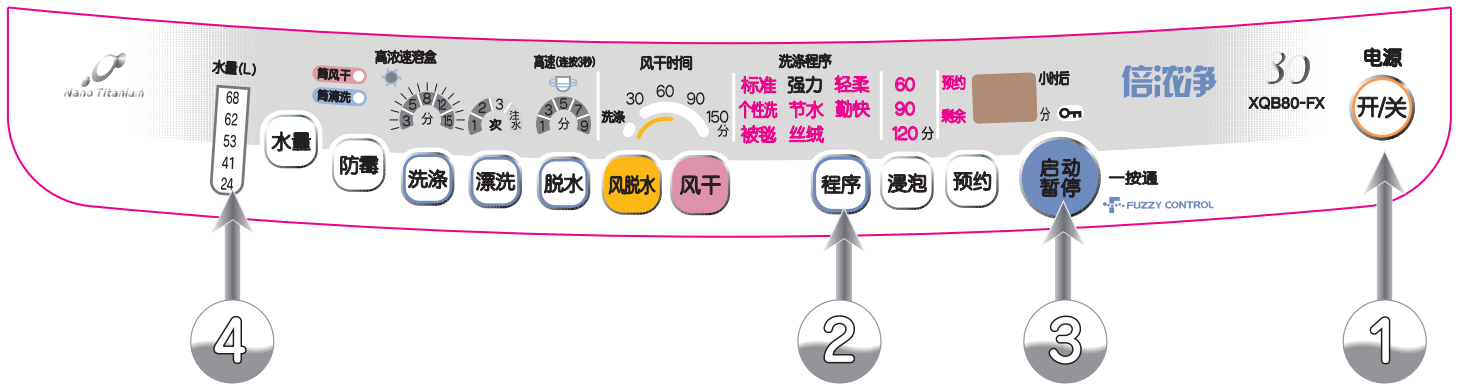 Nano Titanium
水量(L)
68
62
53
41
24
水量
筒风干
筒清洗
防霉
高浓速溶盒
3 5 8 12 15
分
洗涤
1 2 3
次
注水
漂洗
高速(连按3秒)
1 3 5 7 9
分
脱水
风干时间
洗涤 30 60 90 150
分
风脱水
风干
洗涤程序
标准 强力 轻柔 60
个性洗 节水 勤快 90
被毯 丝绒 120分
程序
浸泡
预约 小时后
剩余 分
预约
启动
暂停
一按通
FUZZY CONTROL
倍浓净
30
XQB80-FX
电源
开/关
4
2
3
1